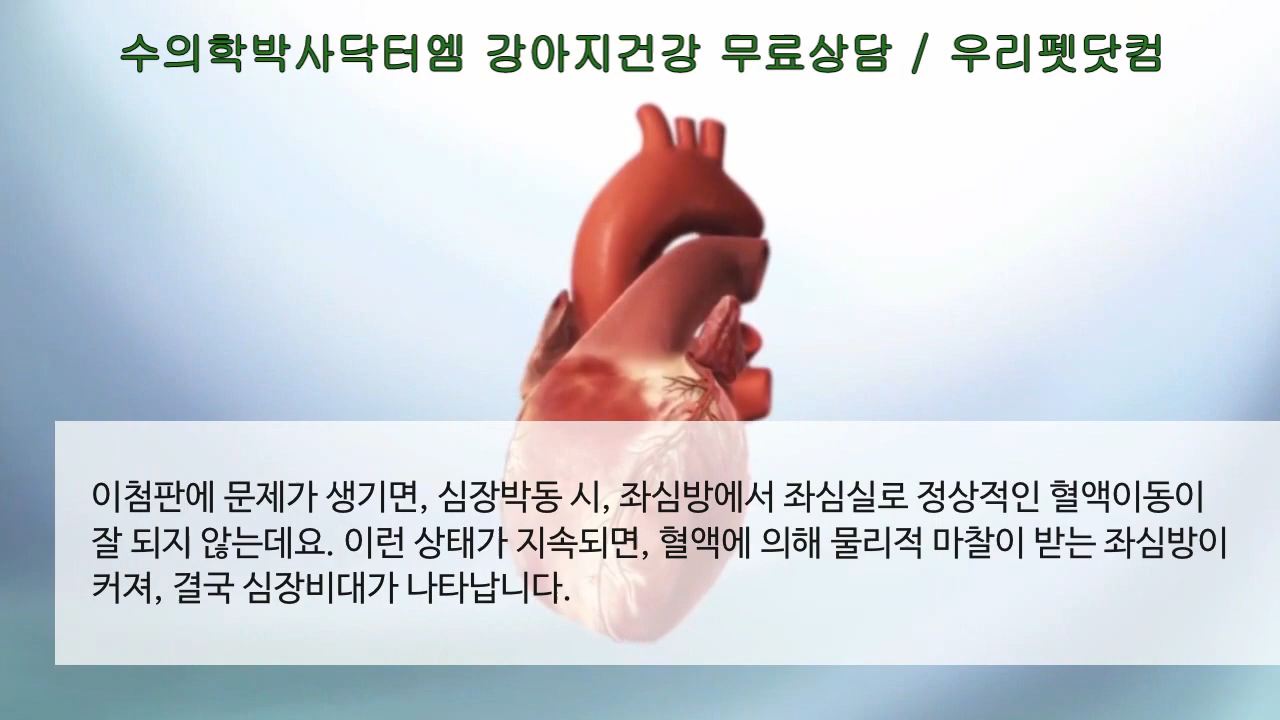 수의학박사닥터엠 강아지건강 무료상담 / 우리펫닷컴
이첨판에 문제가 생기면, 심장박동 시, 좌심방에서 좌심실로 정상적인 혈액이동이
잘 되지 않는데요. 이런 상태가 지속되면, 혈액에 의해 물리적 마찰이 받는 좌심방이
커져, 결국 심장비대가 나타납니다.